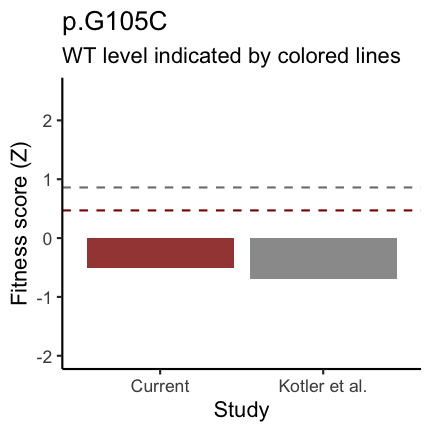 p.G105C
WT level indicated by colored lines
Fitness score (Z)
2
1
0
-1
-2
Current
Kotler et al.
Study